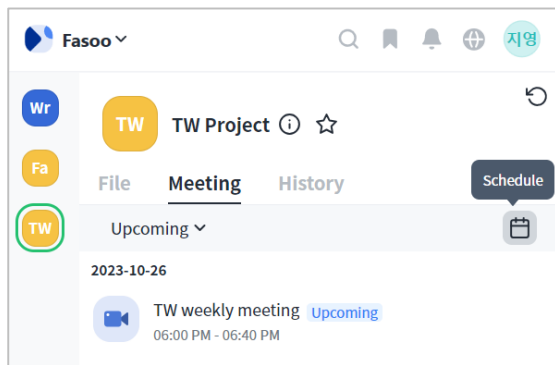 Fasoo
지영
Wr
Fa
TW
TW
TW Project
File Meeting History
Schedule
Upcoming
2023-10-26
TW weekly meeting Upcoming
06:00 PM - 06:40 PM